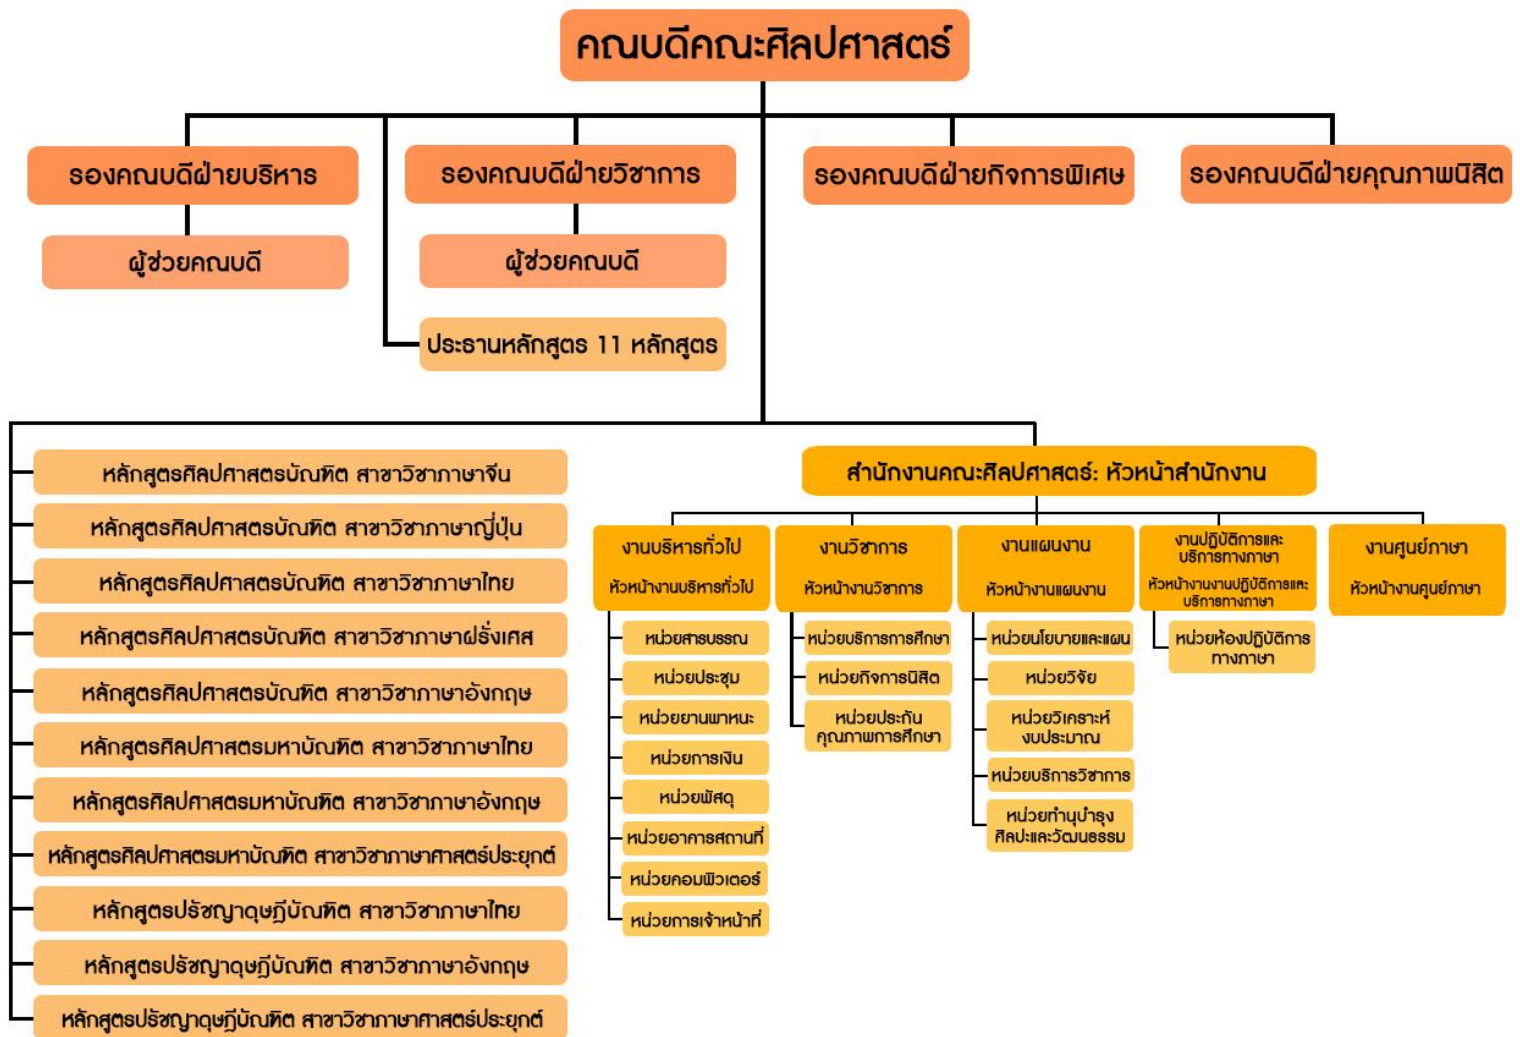 คณบดีคณะศิลปศาสตร์
รองคณบดีฝ่ายบริหาร
รองคณบดีฝ่ายวิชาการ
รองคณบดีฝ่ายกิจการพิเศษ
รองคณบดีฝ่ายคุณภาพนิสิต
ผู้ช่วยคณบดี
ผู้ช่วยคณบดี
ประธานหลักสูตร 11 หลักสูตร
หลักสูตรศิลปศาสตรบัณฑิต สาขาวิชาภาษาจีน
หลักสูตรศิลปศาสตรบัณฑิต สาขาวิชาภาษาญี่ปุ่น
หลักสูตรศิลปศาสตรบัณฑิต สาขาวิชาภาษาไทย
หลักสูตรศิลปศาสตรบัณฑิต สาขาวิชาภาษาฝรั่งเศส
หลักสูตรศิลปศาสตรบัณฑิต สาขาวิชาภาษาอังกฤษ
หลักสูตรศิลปศาสตรมหาบัณฑิต สาขาวิชาภาษาไทย
หลักสูตรศิลปศาสตรมหาบัณฑิต สาขาวิชาภาษาอังกฤษ
หลักสูตรศิลปศาสตรมหาบัณฑิต สาขาวิชาภาษาศาสตร์ประยุกต์
หลักสูตรปรัชญาดุษฎีบัณฑิต สาขาวิชาภาษาไทย
หลักสูตรปรัชญาดุษฎีบัณฑิต สาขาวิชาภาษาอังกฤษ
หลักสูตรปรัชญาดุษฎีบัณฑิต สาขาวิชาภาษาศาสตร์ประยุกต์
สำนักงานคณะศิลปศาสตร์: หัวหน้าสำนักงาน
งานบริหารทั่วไป
หัวหน้างานบริหารทั่วไป
หน่วยสารบรรณ
หน่วยประชุม
หน่วยยานพาหนะ
หน่วยการเงิน
หน่วยพัสดุ
หน่วยอาคารสถานที่
หน่วยคอมพิวเตอร์
หน่วยการเจ้าหน้าที่
งานวิชาการ
หัวหน้างานวิชาการ
หน่วยบริการการศึกษา
หน่วยกิจการนิสิต
หน่วยประกัน
คุณภาพการศึกษา
งานแผนงาน
หัวหน้างานแผนงาน
หน่วยนโยบายและแผน
หน่วยวิจัย
หน่วยวิเคราะห์
งบประมาณ
หน่วยบริการวิชาการ
หน่วยทำนุบำรุง
ศิลปะและวัฒนธรรม
งานปฏิบัติการและ
บริการทางภาษา
หัวหน้างานงานปฏิบัติการและ
บริการทางภาษา
หน่วยห้องปฏิบัติการ
ทางภาษา
งานศูนย์ภาษา
หัวหน้างานศูนย์ภาษา